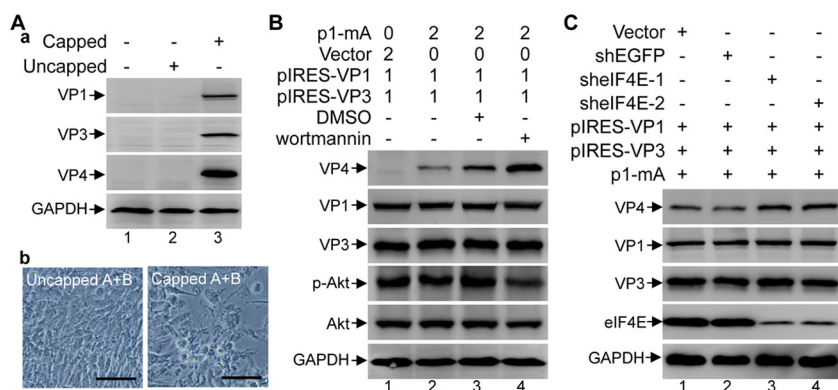 A
a
Capped - - +
Uncapped - + -
VP1
VP3
VP4
GAPDH
1 2 3
b
Uncapped A+B Capped A+B
B
p1-mA 0 2 2 2
Vector 2 0 0 0
pIRES-VP1 1 1 1 1
pIRES-VP3 1 1 1 1
DMSO - - + -
wortmannin - - - +
VP4
VP1
VP3
p-Akt
Akt
GAPDH
1 2 3 4
C
Vector + - - -
shEGFP - + - -
sheIF4E-1 - - + -
sheIF4E-2 - - - +
pIRES-VP1 + + + +
pIRES-VP3 + + + +
p1-mA + + + +
VP4
VP1
VP3
eIF4E
GAPDH
1 2 3 4